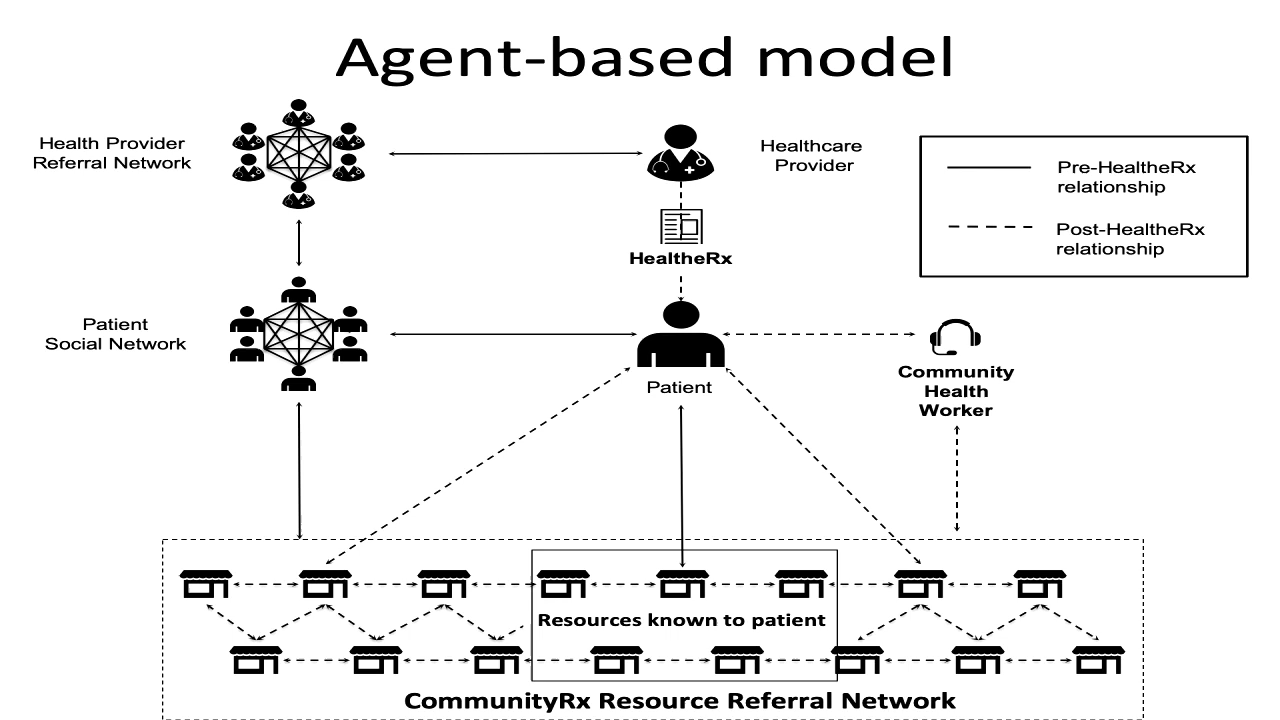 Agent-based model
Health Provider
Referral Network
Healthcare
Provider
Pre-HealtheRx
relationship
Post-HealtheRx
relationship
HealtheRx
Patient
Social Network
Patient
Community
Health
Worker
Resources known to patient
CommunityRx Resource Referral Network